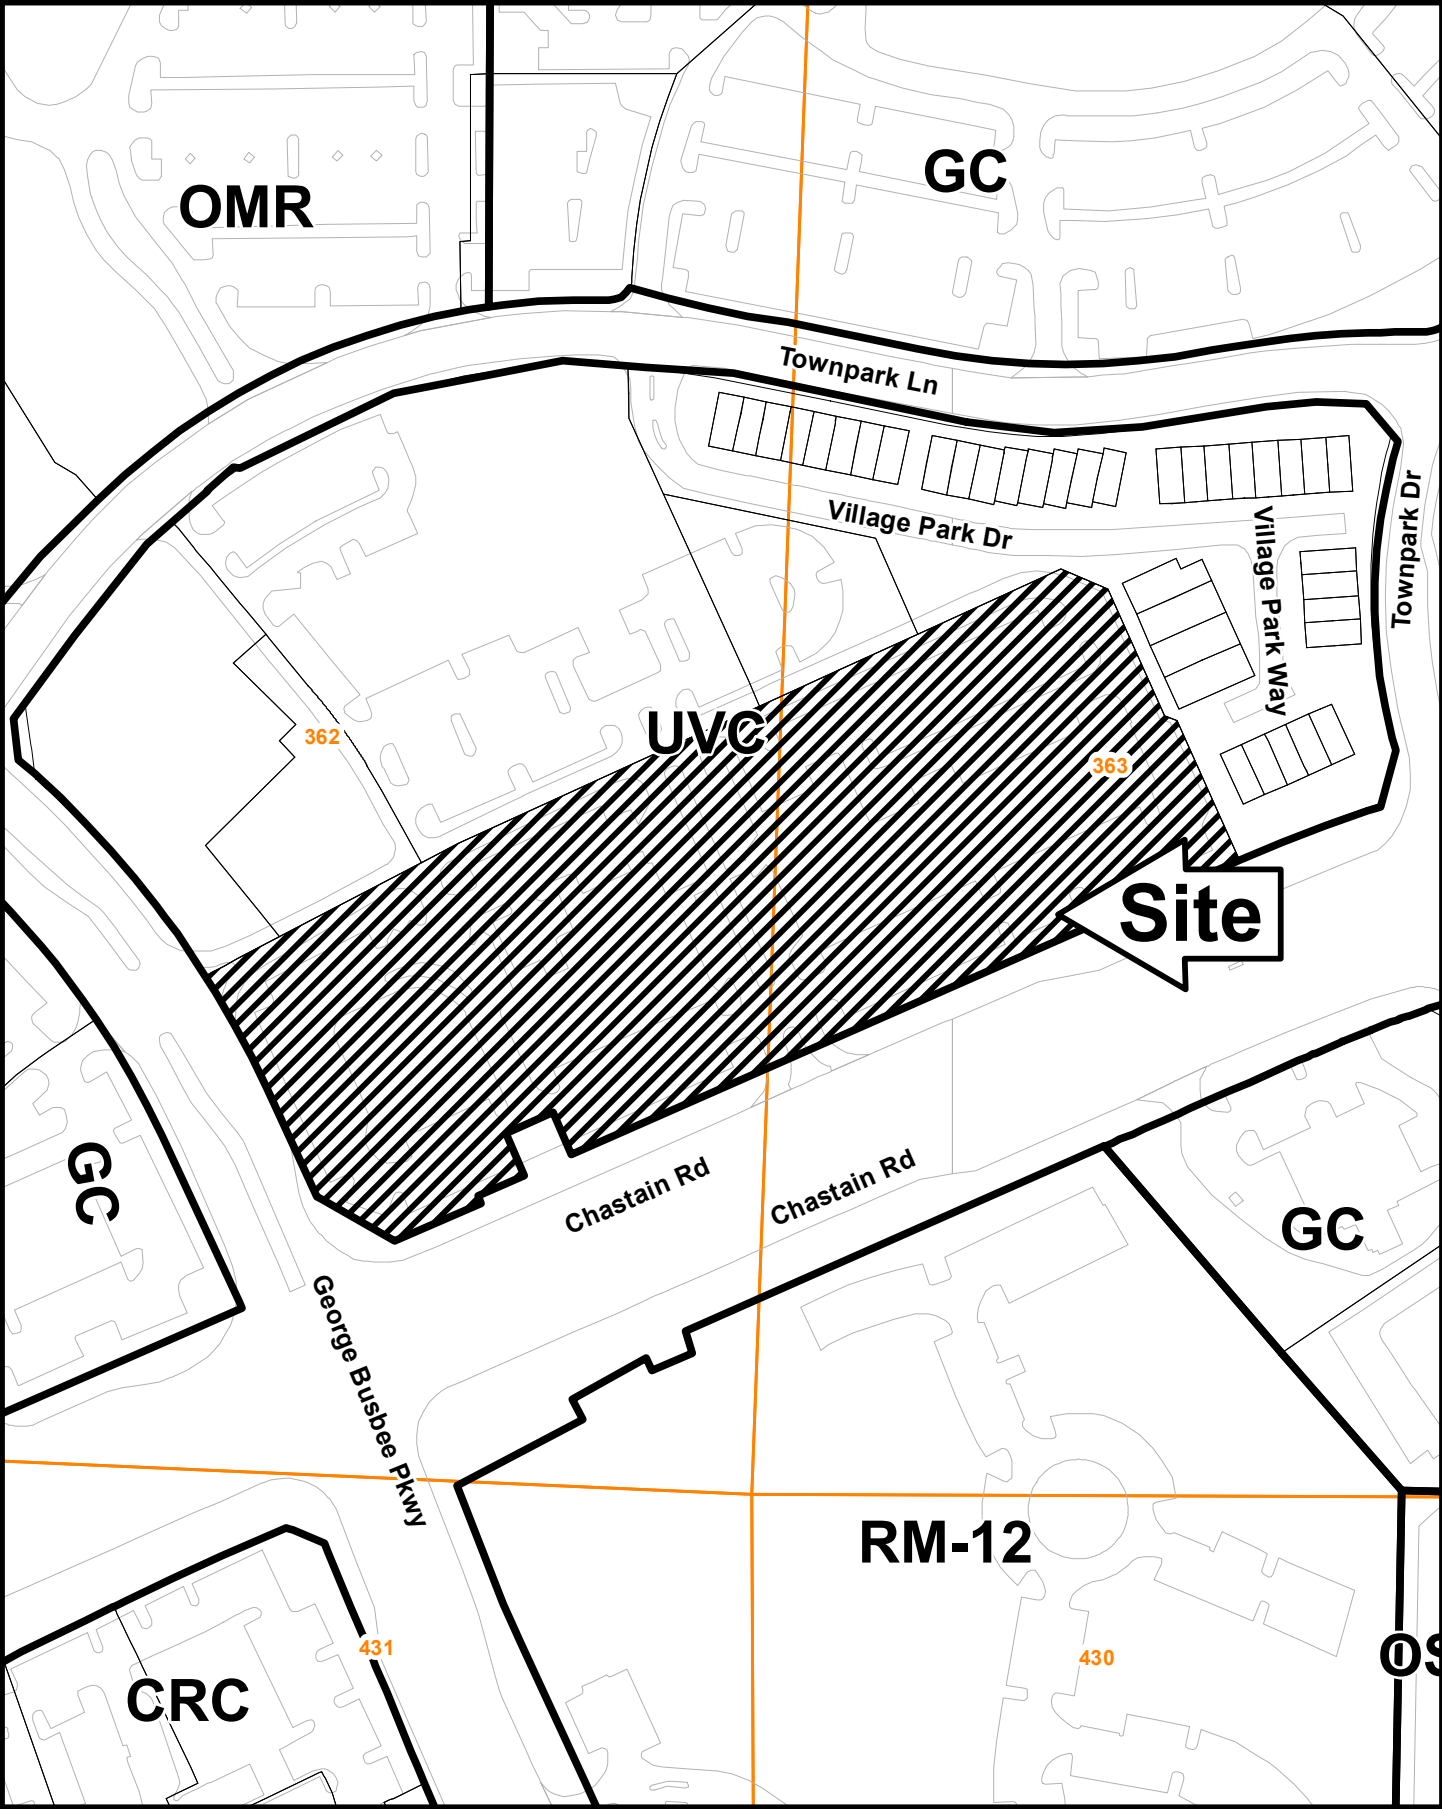 GC
OMR
Townpark Ln
Townpark Dr
Village Park Dr
Village Park Way
UVC
362
363
Site
Chastain Rd
Chastain Rd
GC
GC
George Busbee Pkwy
RM-12
431
430
OS
CRC